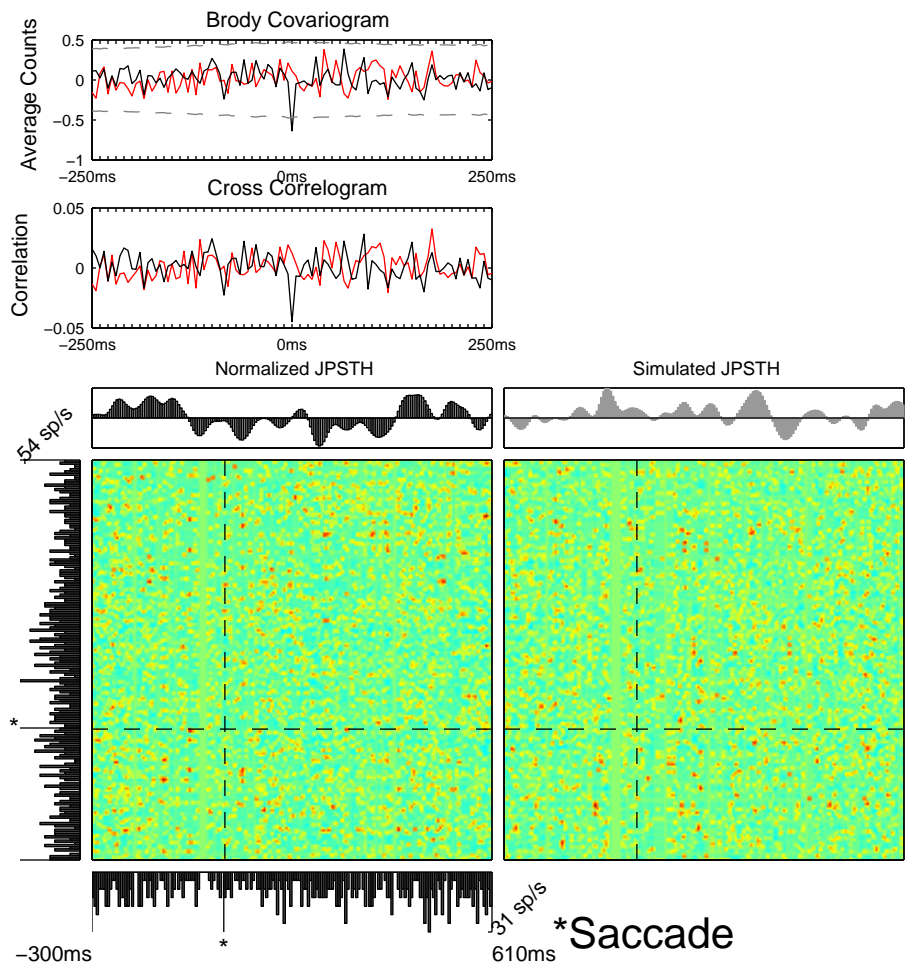 Brody Covariogram
Average Counts
0.5
0
−0.5
−1
−250ms
0ms
250ms
Cross Correlogram
Correlation
0.05
0
−0.05
−250ms
0ms
250ms
Normalized JPSTH
Simulated JPSTH
54 sp/s
*
*
31 sp/s
*Saccade
−300ms
610ms